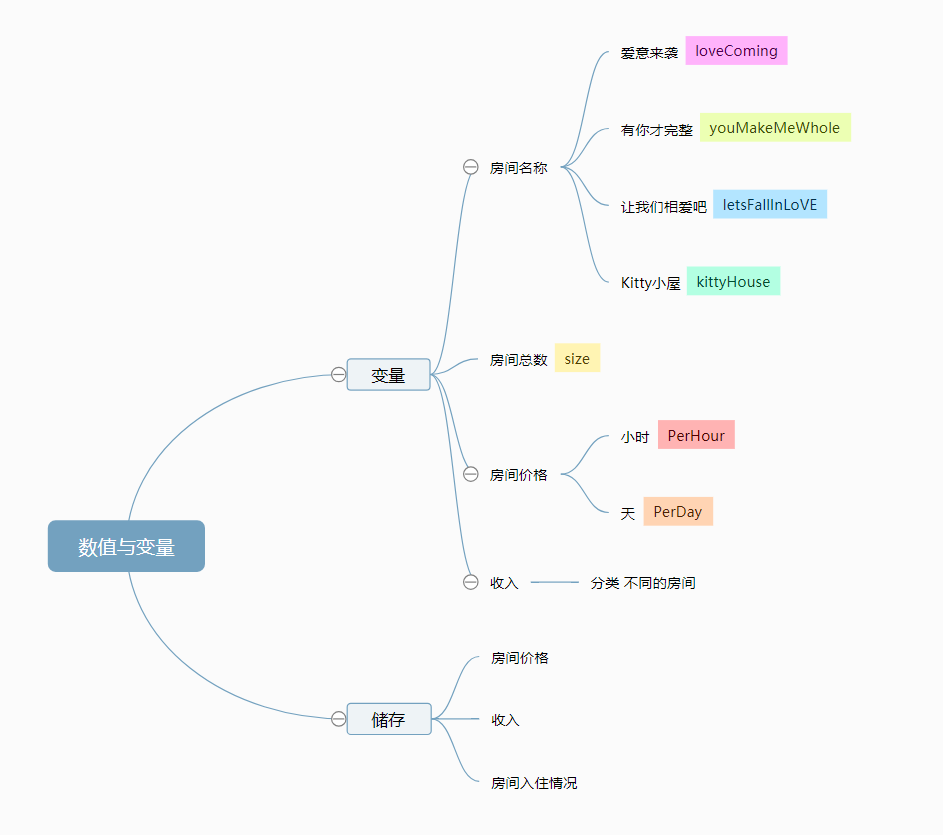 爱意来袭 loveComing
有你才完整 youMakeMeWhole
房间名称
让我们相爱吧 letsFallInLoVE
Kitty小屋 kittyHouse
房间总数 size
变量
小时 PerHour
房间价格
天 PerDay
数值与变量
收入 分类 不同的房间
房间价格
储存
收入
房间入住情况